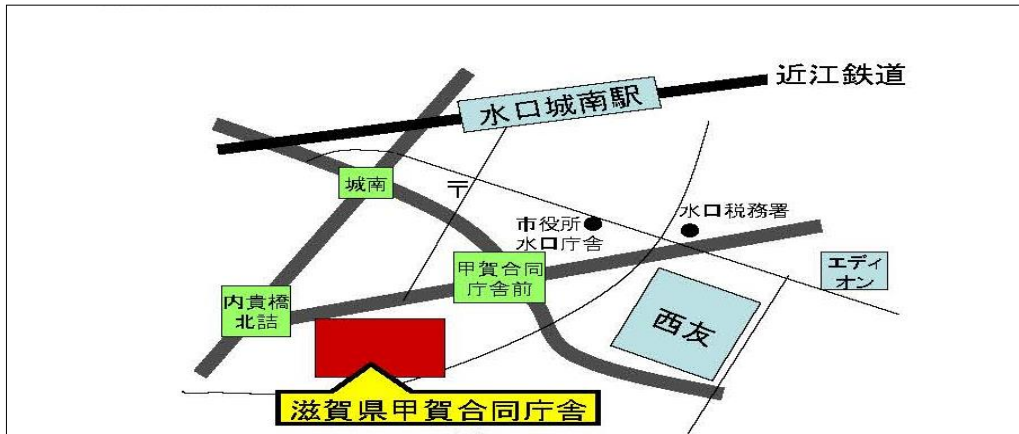 近江鉄道
水口城南駅
城南
〒
市役所
水口庁舎
水口税務署
甲賀合同
庁舎前
エディ
オン
内貴橋
北詰
西友
滋賀県甲賀合同庁舎